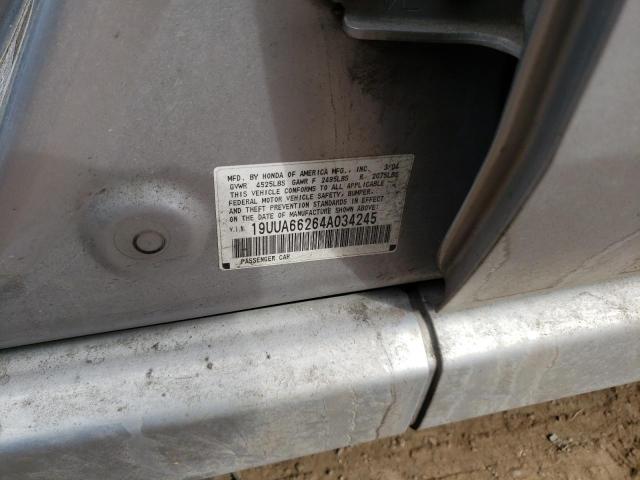 MFD. BY HONDA OF AMERICA MFG., INC. 3/04
GVWR 4525LBS GAWR F 2495LBS R 2075LBS
THIS VEHICLE CONFORMS TO ALL APPLICABLE
FEDERAL MOTOR VEHICLE SAFETY, BUMPER,
AND THEFT PREVENTION STANDARDS IN EFFECT
ON THE DATE OF MANUFACTURE SHOWN ABOVE.
V.I.N. 19UUA66264A034245
PASSENGER CAR